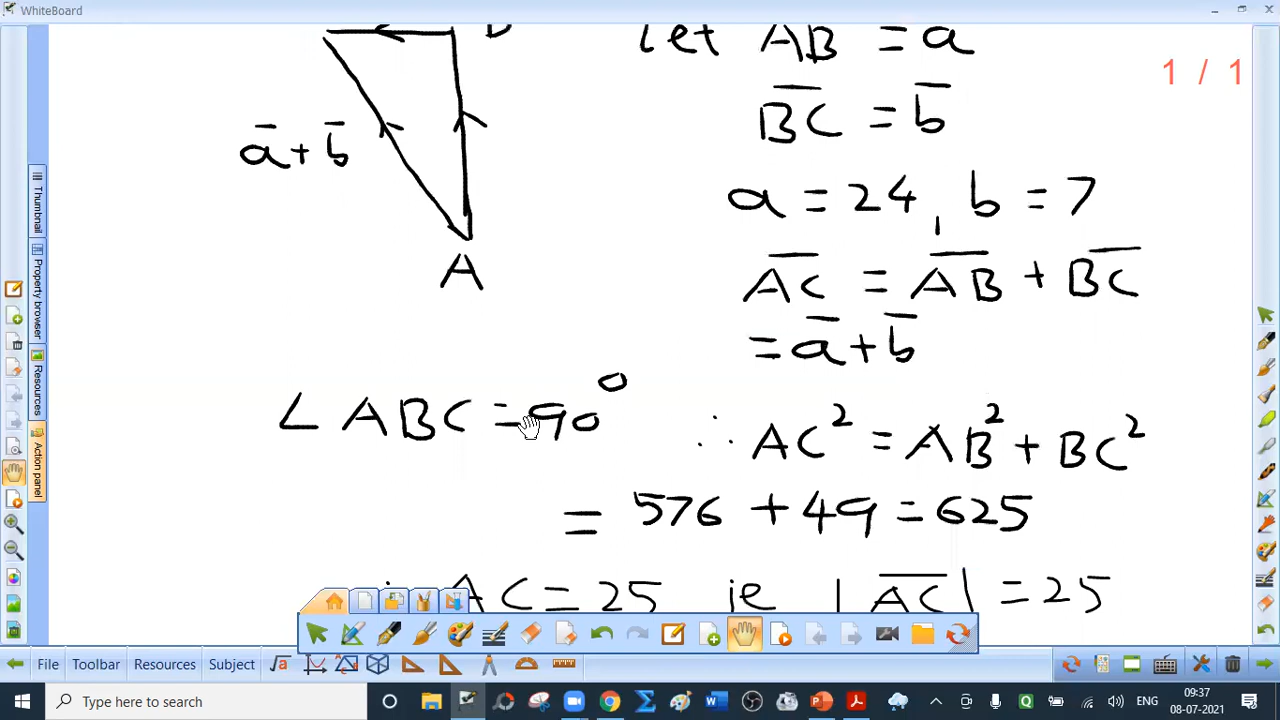 WhiteBoard
let AB = a
1 / 1
BC = b
a + b
a = 24, b = 7
AC = AB + BC
A
= a + b
∠ ABC = 90°
∴ AC² = AB² + BC²
= 576 + 49 = 625
AC = 25 ie |AC| = 25
Thumbnail
Property browser
Resources
Action panel
File Toolbar Resources Subject
Type here to search
ENG
09:37
08-07-2021